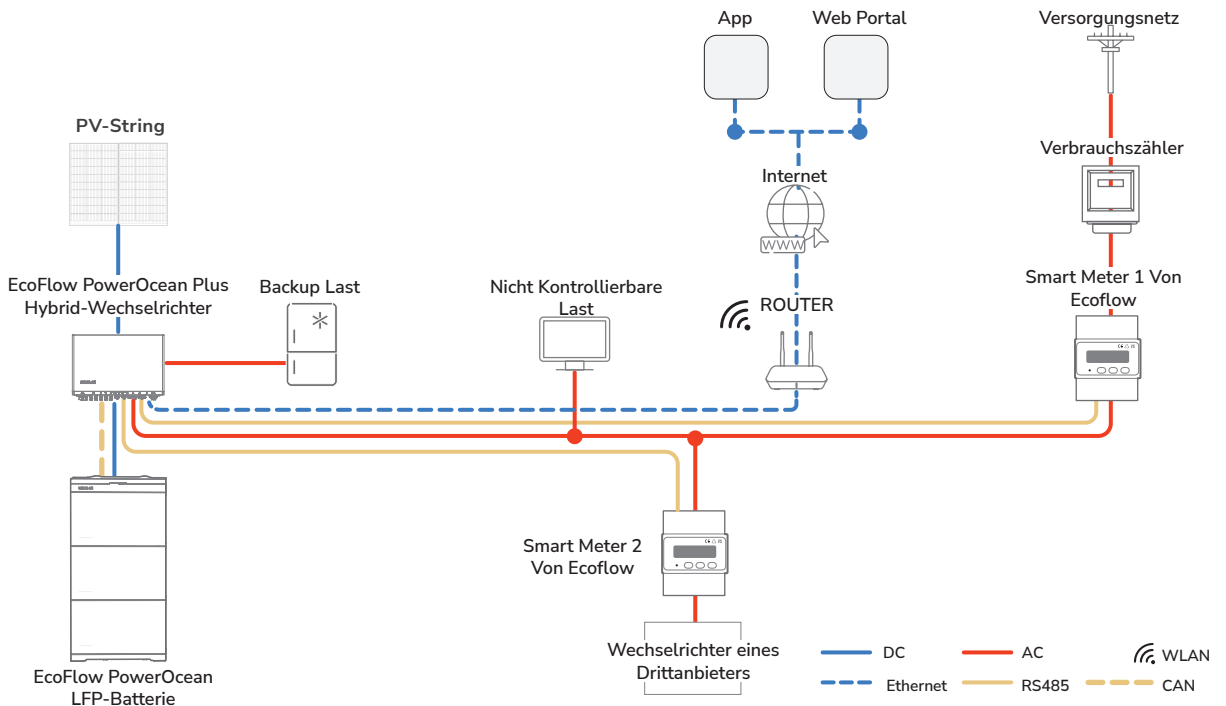 App
Web Portal
Versorgungsnetz
PV-String
Verbrauchszähler
Internet
WWW
EcoFlow PowerOcean Plus
Hybrid-Wechselrichter
Backup Last
Nicht Kontrollierbare
Last
ROUTER
Smart Meter 1 Von
Ecoflow
Smart Meter 2
Von Ecoflow
Wechselrichter eines
Drittanbieters
EcoFlow PowerOcean
LFP-Batterie
DC
AC
WLAN
Ethernet
RS485
CAN